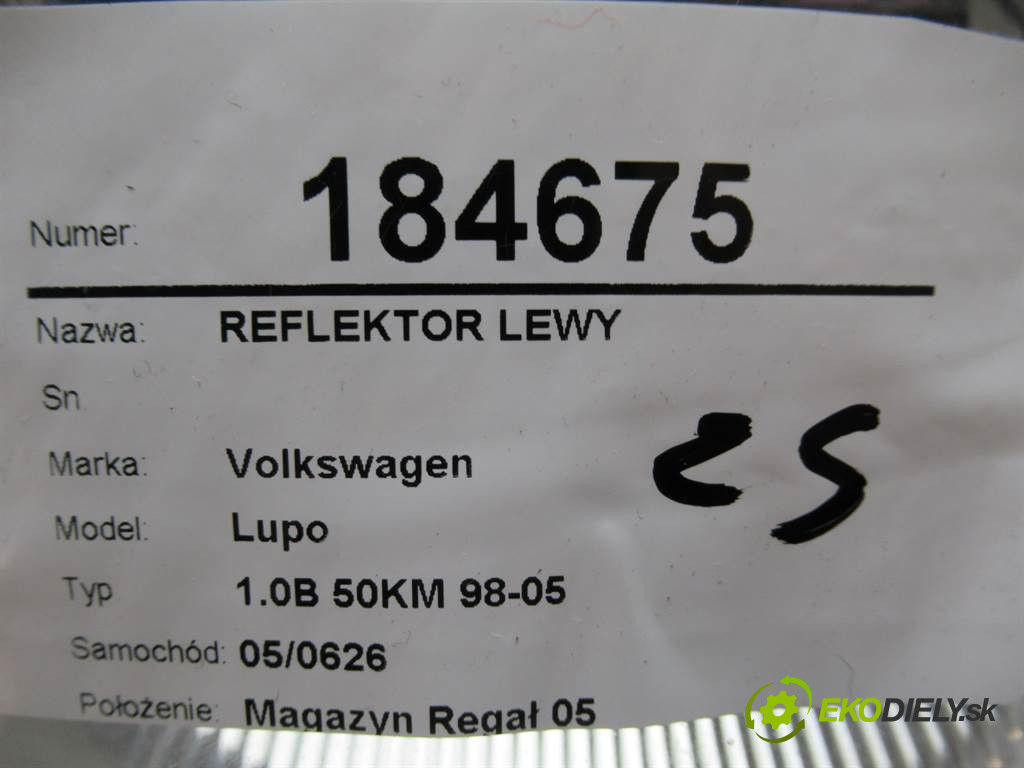 Numer: 184675
Nazwa: REFLEKTOR LEWY
Sn
Marka: Volkswagen
Model: Lupo
Typ 1.0B 50KM 98-05
Samochód: 05/0626
Położenie: Magazyn Regał 05
CS
EKODIELY.sk